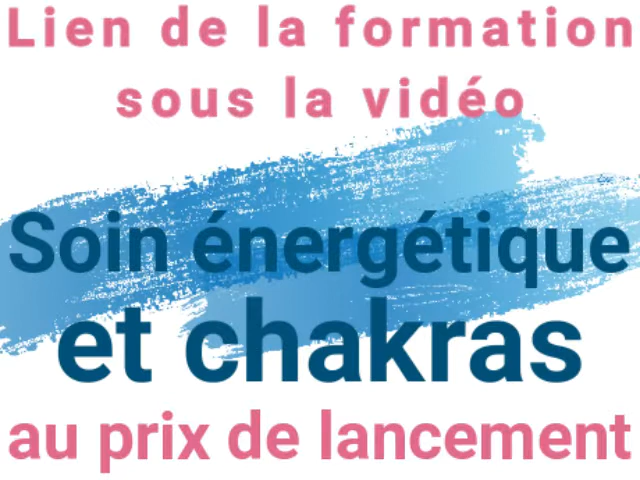 Lien de la formation
sous la vidéo
Soin énergétique
et chakras
au prix de lancement